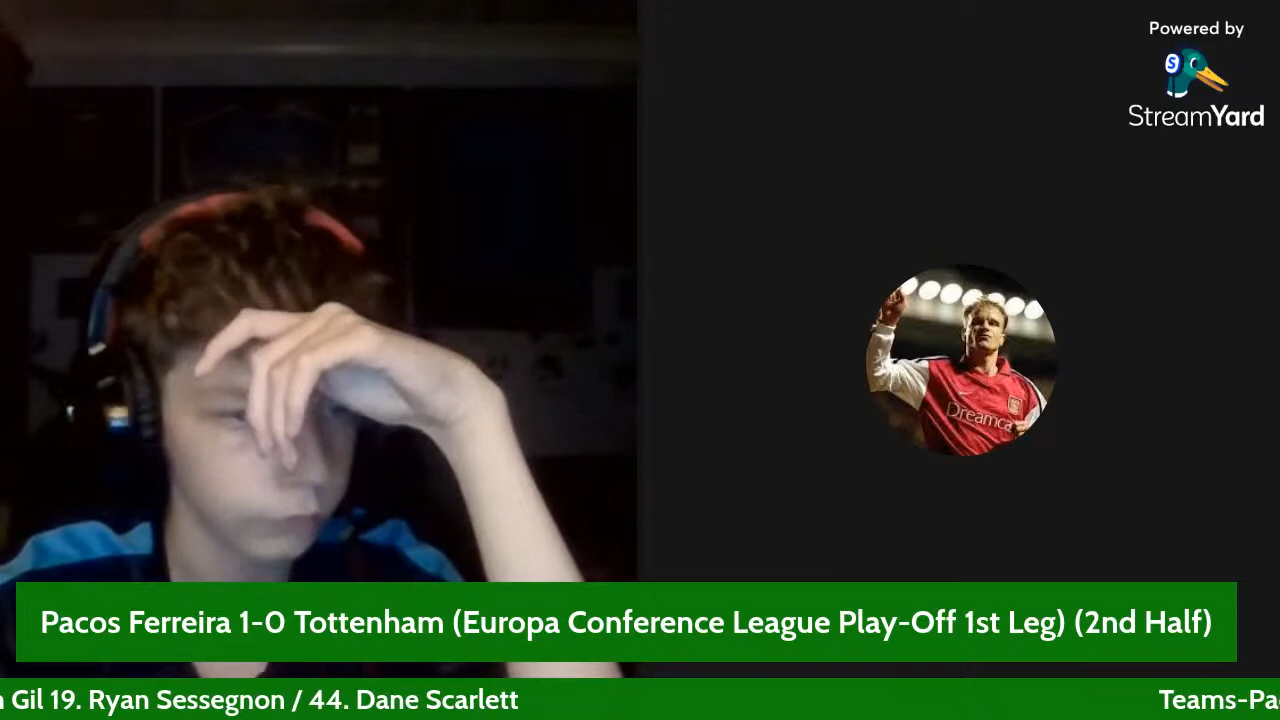 Powered by
S
StreamYard
Dreamca
Pacos Ferreira 1-0 Tottenham (Europa Conference League Play-Off 1st Leg) (2nd Half)
n Gil 19. Ryan Sessegnon / 44. Dane Scarlett
Teams-Pa